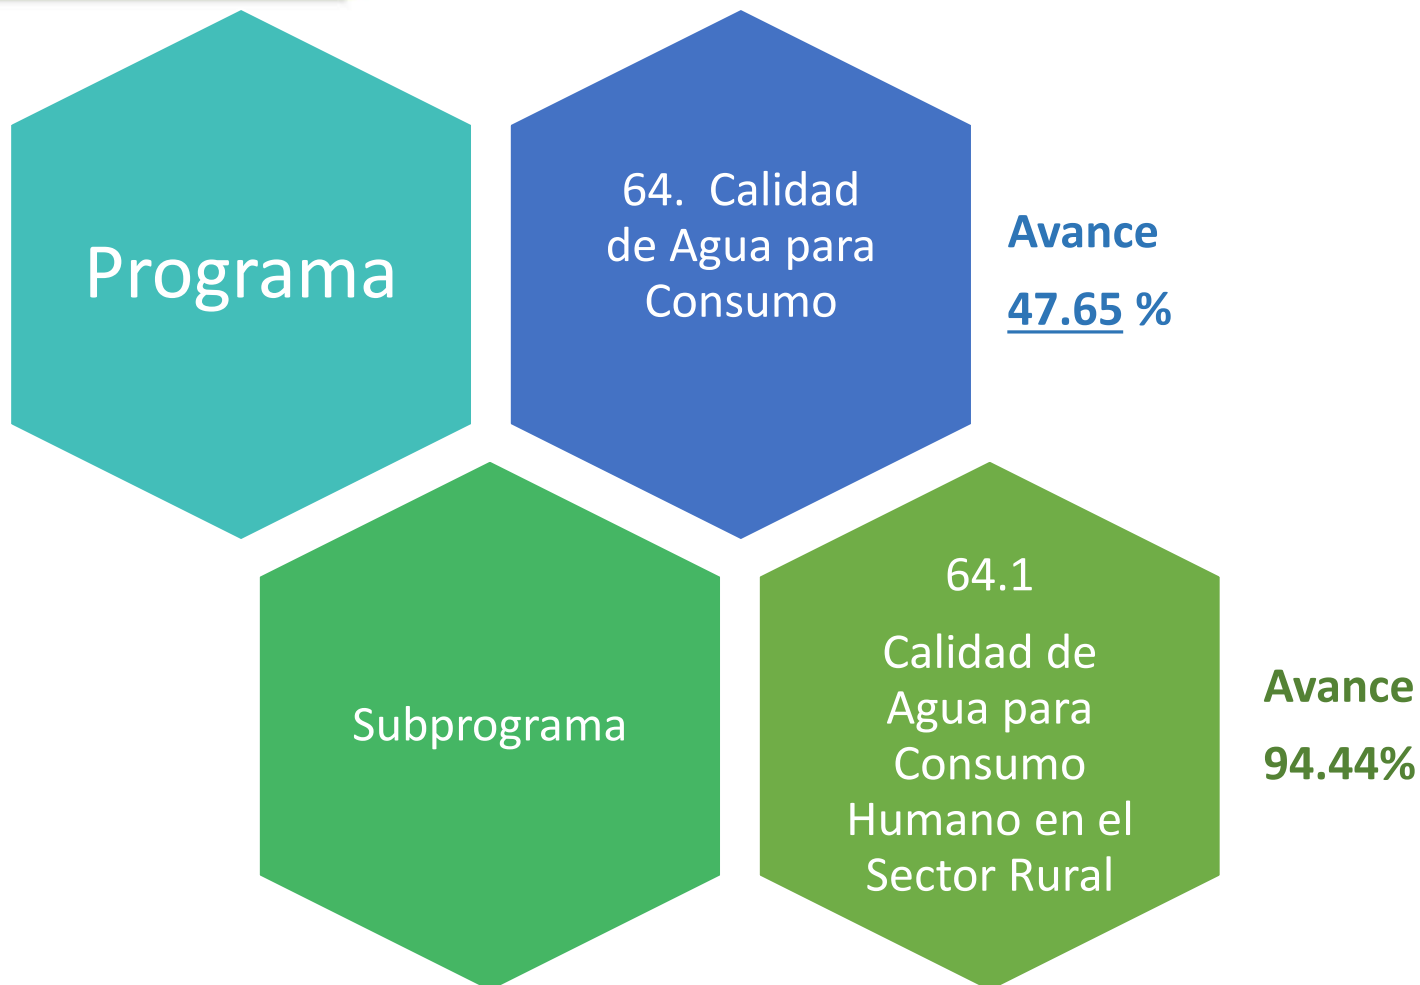 Programa
64. Calidad
de Agua para
Consumo
Avance
47.65 %
Subprograma
64.1
Calidad de
Agua para
Consumo
Humano en el
Sector Rural
Avance
94.44%